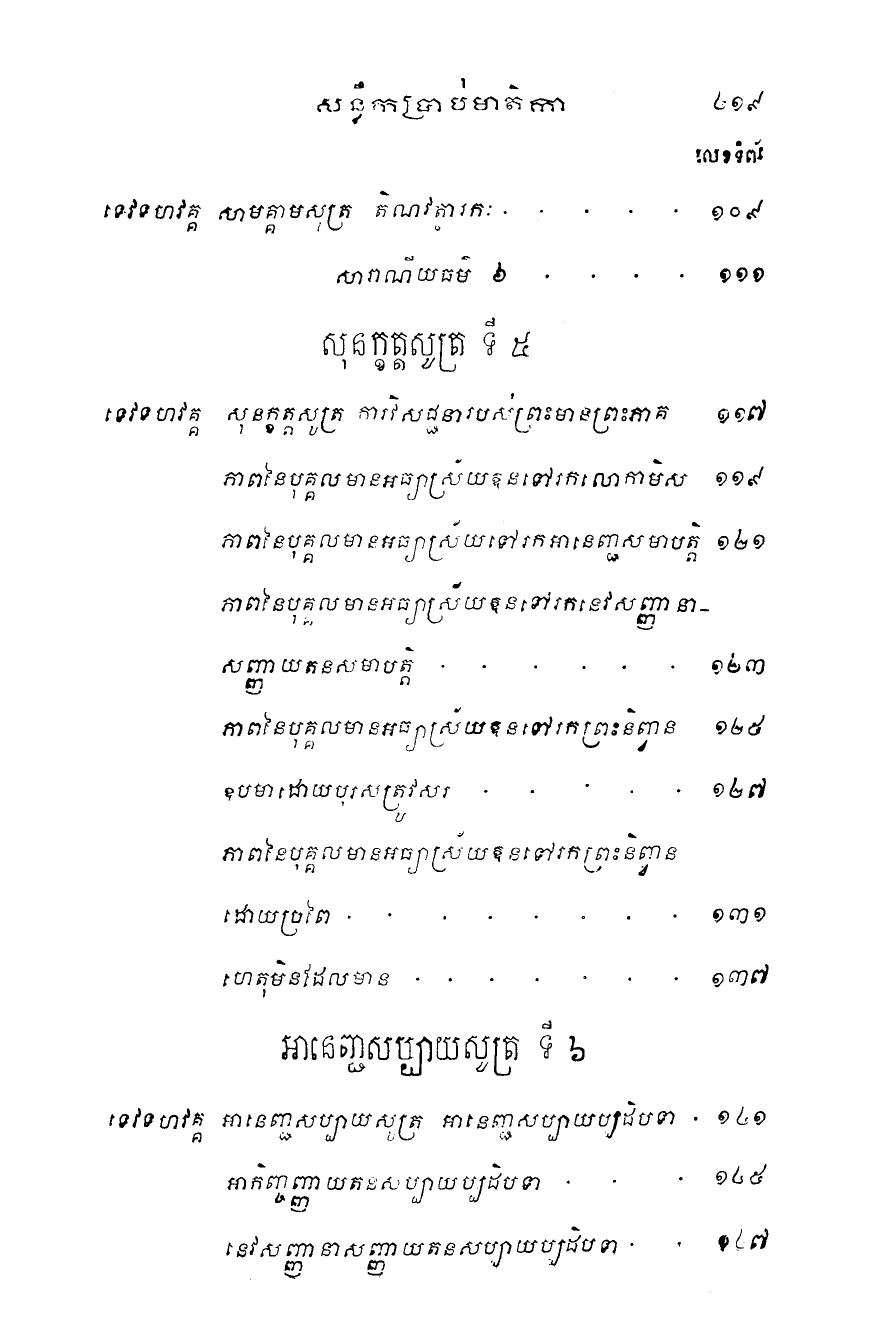 សន្លឹកប្រាប់មាតិកា ៤១៩
លេខទំព័រ
ទេវទហវគ្គ សាមគ្គាមសូត្រ តិណវត្ថារកៈ . . . . . ១០៩
សារាណីយធម៌ ៦ . . . . ១១១
សុនក្ខត្តសូត្រ ទី ៥
ទេវទហវគ្គ សុនក្ខត្តសូត្រ ការវិសជ្ជនារបស់ព្រះមានព្រះភាគ ១១៧
ភាពនៃបុគ្គលមានអធ្យាស្រ័យឱនទៅរកលោកាមិស ១១៩
ភាពនៃបុគ្គលមានអធ្យាស្រ័យទៅរកអានេញ្ជសមាបត្តិ ១២១
ភាពនៃបុគ្គលមានអធ្យាស្រ័យឱនទៅរកនេវសញ្ញានា-
សញ្ញាយតនសមាបត្តិ . . . . . . ១២៣
ភាពនៃបុគ្គលមានអធ្យាស្រ័យឱនទៅរកព្រះនិព្វាន ១២៥
ឧបមាដោយបុរសត្រូវសរ . . . . . ១២៧
ភាពនៃបុគ្គលមានអធ្យាស្រ័យឱនទៅរកព្រះនិព្វាន
ដោយប្រពៃ . . . . . . . . ១៣១
ហេតុមិនដែលមាន . . . . . . . ១៣៧
អានេញ្ជសប្បាយសូត្រ ទី ៦
ទេវទហវគ្គ អានេញ្ជសប្បាយសូត្រ អានេញ្ជសប្បាយប្បដិបទា . ១៤១
អាកិញ្ចញ្ញាយតនសប្បាយប្បដិបទា . . . ១៤៥
នេវសញ្ញានាសញ្ញាយតនសប្បាយប្បដិបទា . . ១៤៧